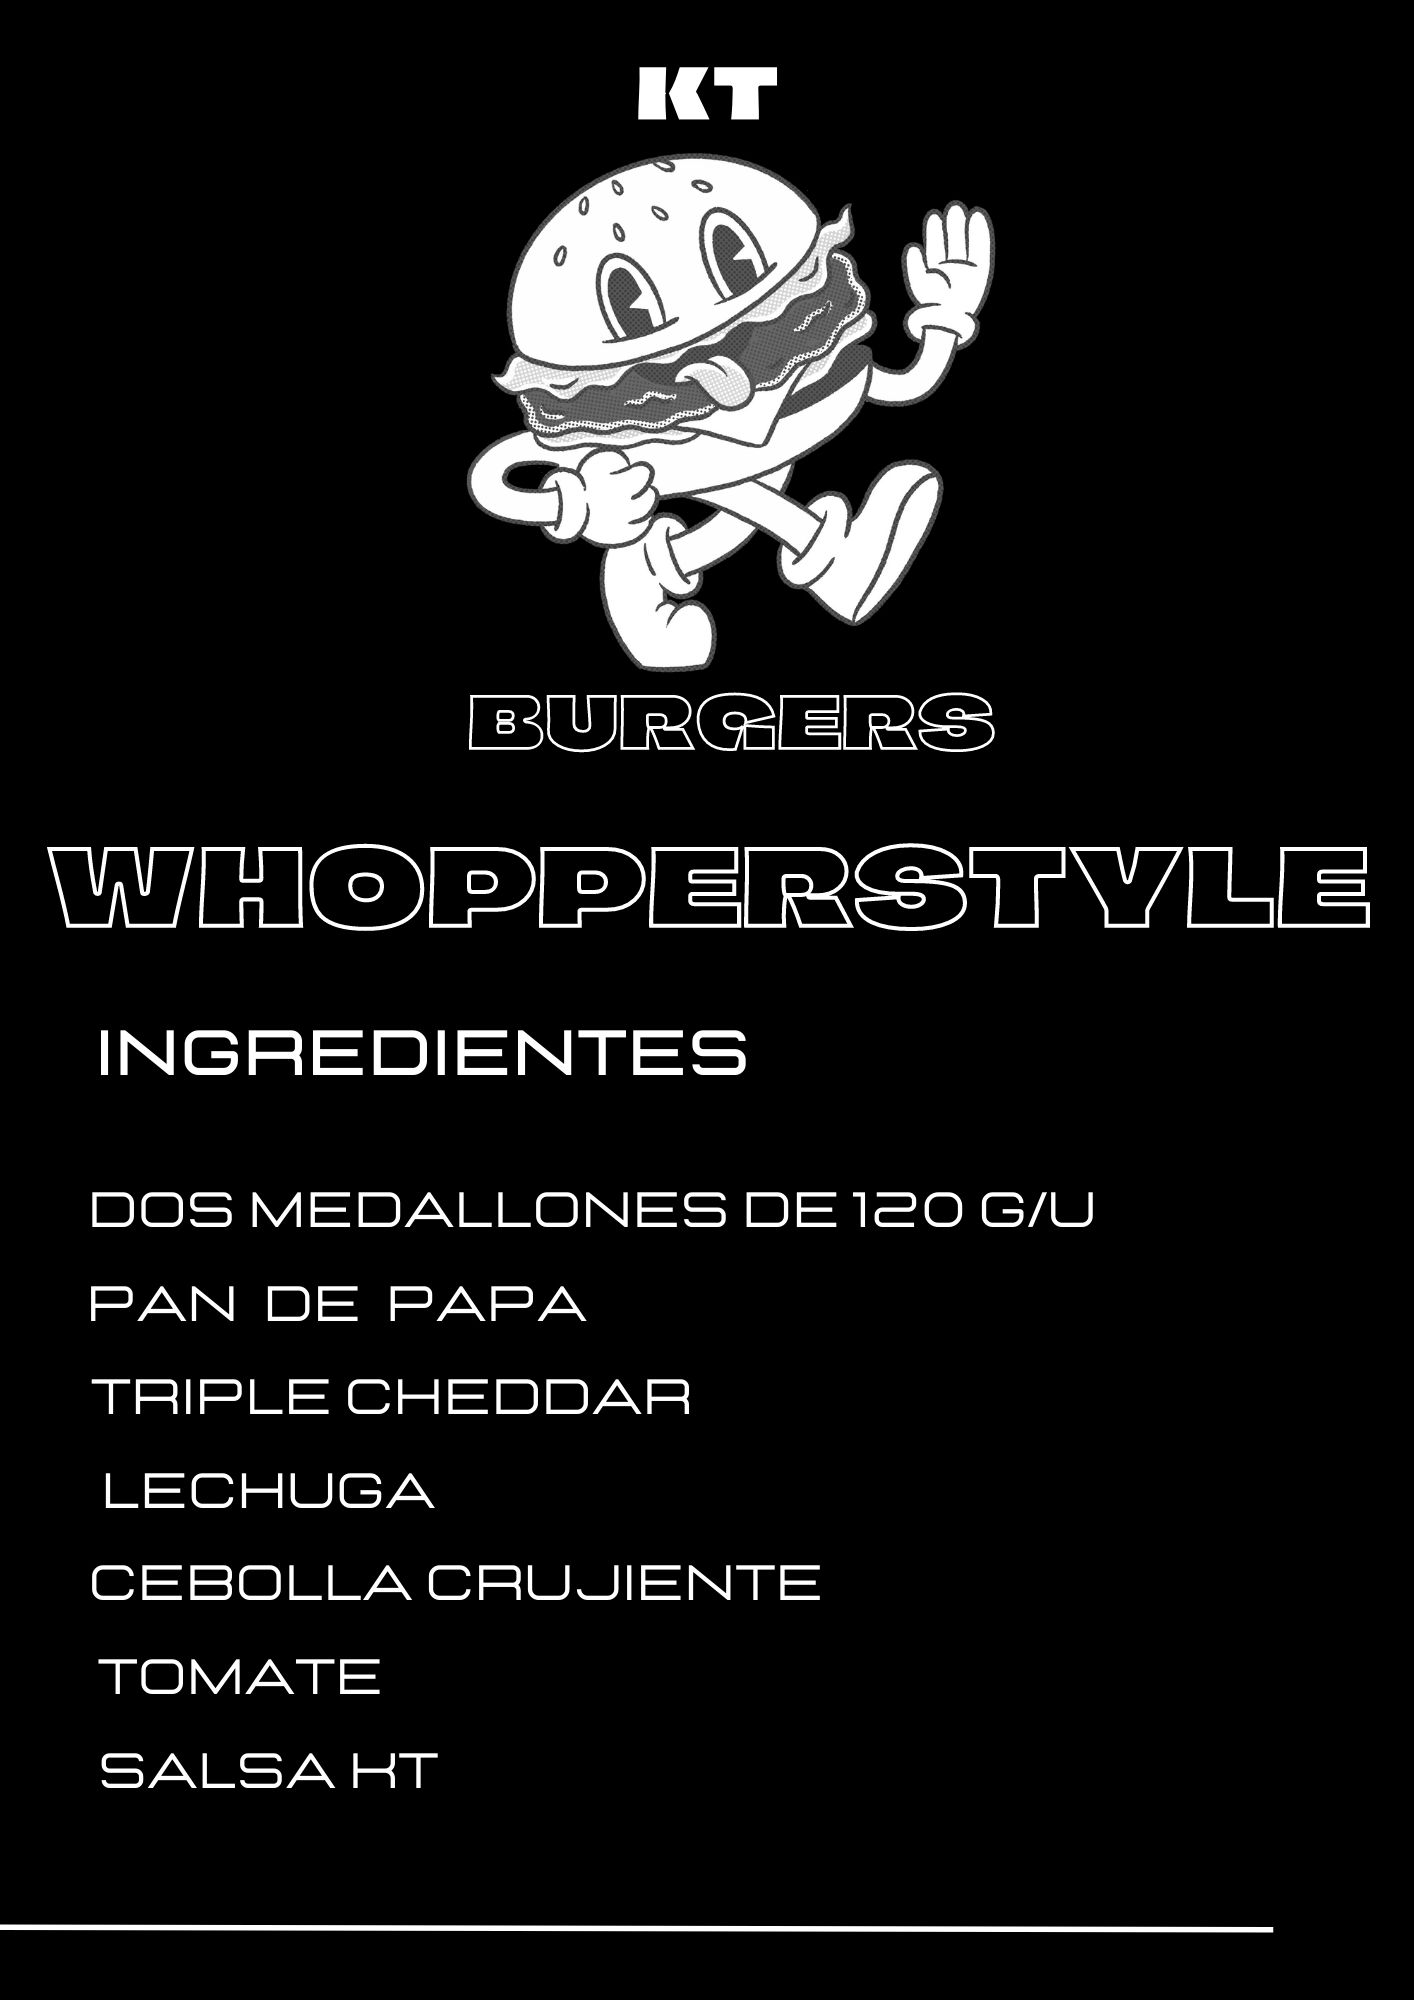 KT
BURGERS
WHOPPERSTYLE
INGREDIENTES
DOS MEDALLONES DE 120 G/U
PAN DE PAPA
TRIPLE CHEDDAR
LECHUGA
CEBOLLA CRUJIENTE
TOMATE
SALSA KT